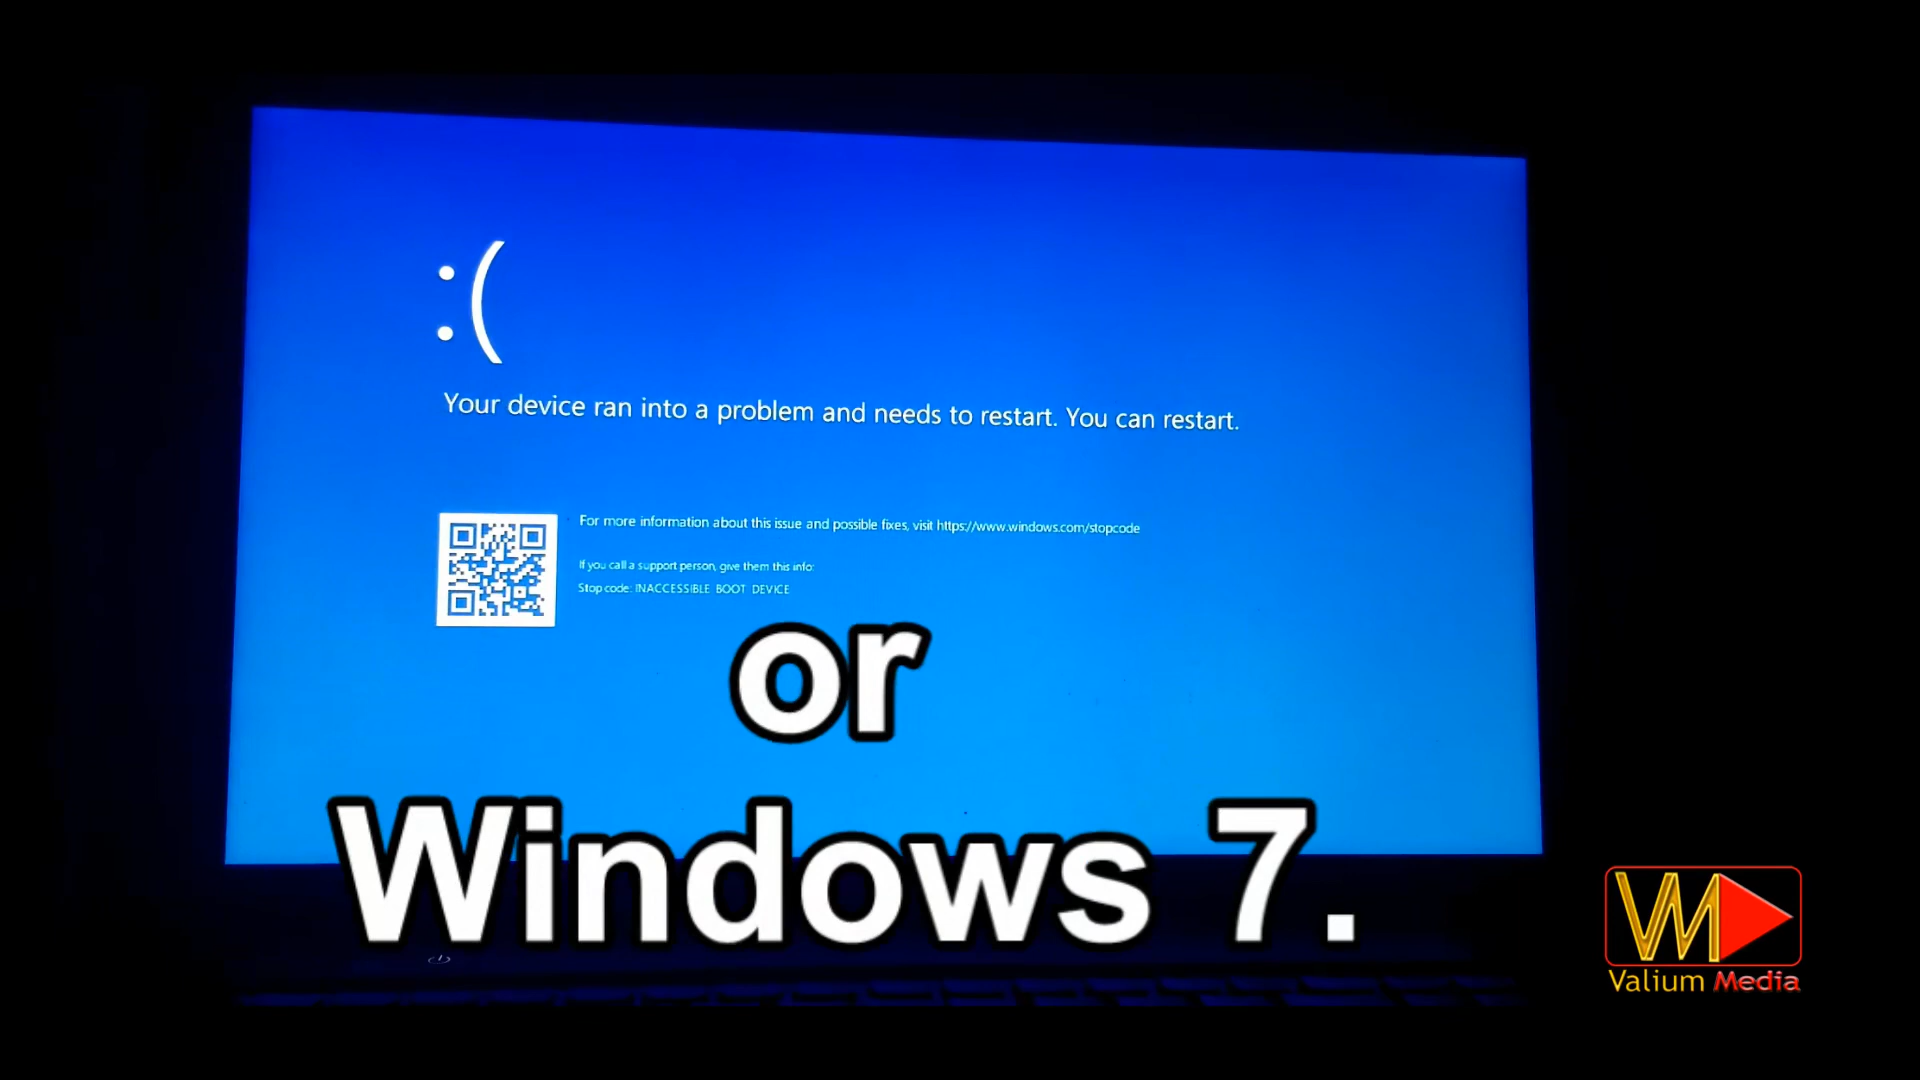 :(
Your device ran into a problem and needs to restart. You can restart.
For more information about this issue and possible fixes, visit https://www.windows.com/stopcode
If you call a support person, give them this info:
Stop code: INACCESSIBLE BOOT DEVICE
or
Windows 7.
VM
Valium Media